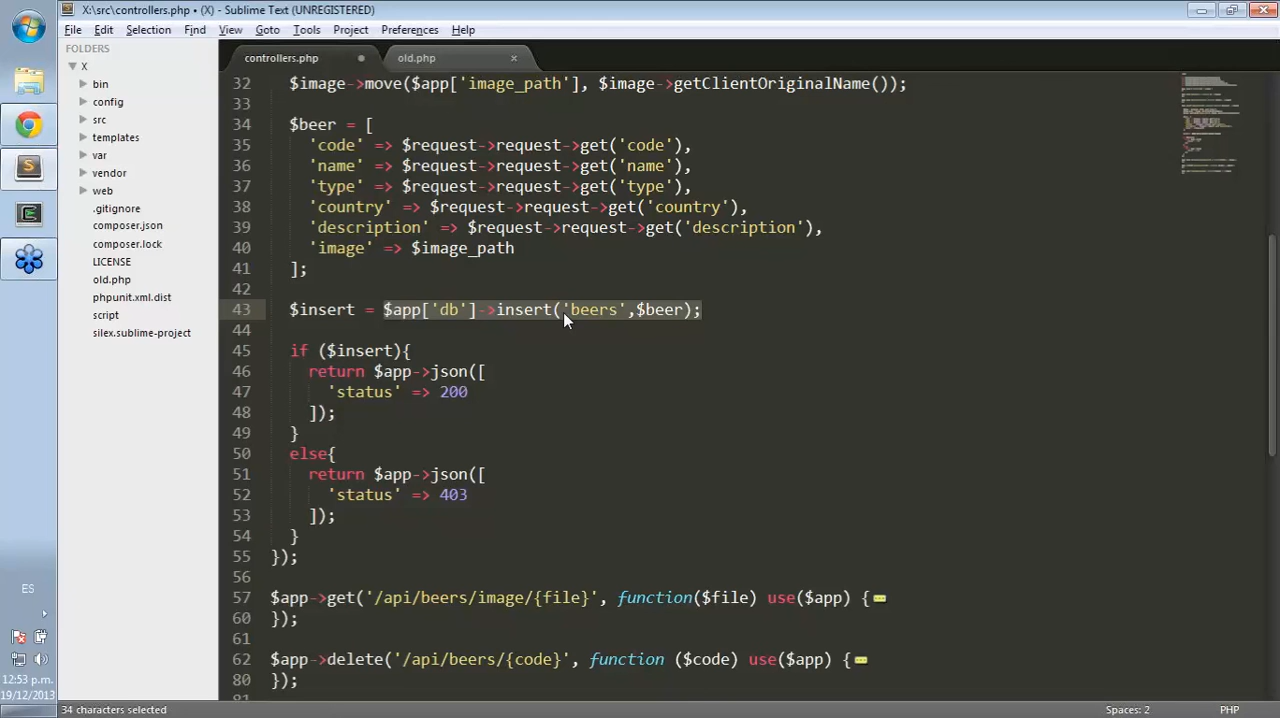 X:\src\controllers.php • (X) - Sublime Text (UNREGISTERED)
File Edit Selection Find View Goto Tools Project Preferences Help
FOLDERS
X
bin
config
src
templates
var
vendor
web
.gitignore
composer.json
composer.lock
LICENSE
old.php
phpunit.xml.dist
script
silex.sublime-project
controllers.php
old.php
32 $image->move($app['image_path'], $image->getClientOriginalName());
33
34 $beer = [
35 'code' => $request->request->get('code'),
36 'name' => $request->request->get('name'),
37 'type' => $request->request->get('type'),
38 'country' => $request->request->get('country'),
39 'description' => $request->request->get('description'),
40 'image' => $image_path
41 ];
42
43 $insert = $app['db']->insert('beers',$beer);
44
45 if ($insert){
46 return $app->json([
47 'status' => 200
48 ]);
49 }
50 else{
51 return $app->json([
52 'status' => 403
53 ]);
54 }
55 });
56
57 $app->get('/api/beers/image/{file}', function($file) use($app) {
60 });
61
62 $app->delete('/api/beers/{code}', function ($code) use($app) {
80 });
81
ES
12:53 p.m.
19/12/2013
34 characters selected
Spaces: 2
PHP